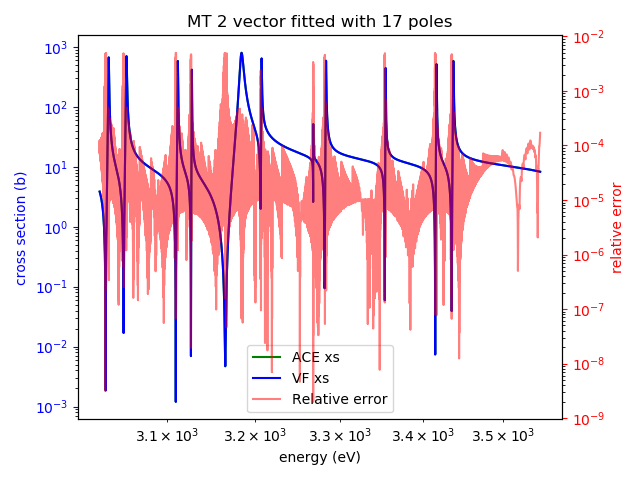 MT 2 vector fitted with 17 poles
cross section (b)
10³
10²
10¹
10⁰
10⁻¹
10⁻²
10⁻³
10⁻²
10⁻³
10⁻⁴
10⁻⁵
10⁻⁶
10⁻⁷
10⁻⁸
10⁻⁹
relative error
ACE xs
VF xs
Relative error
3.1 × 10³ 3.2 × 10³ 3.3 × 10³ 3.4 × 10³ 3.5 × 10³
energy (eV)